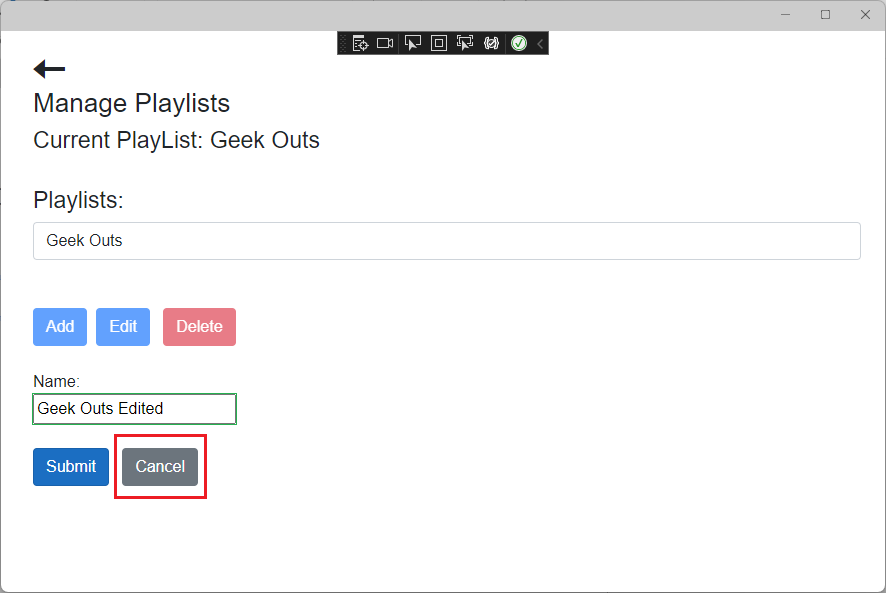 Manage Playlists
Current PlayList: Geek Outs
Playlists:
Geek Outs
Add Edit Delete
Name:
Geek Outs Edited
Submit Cancel